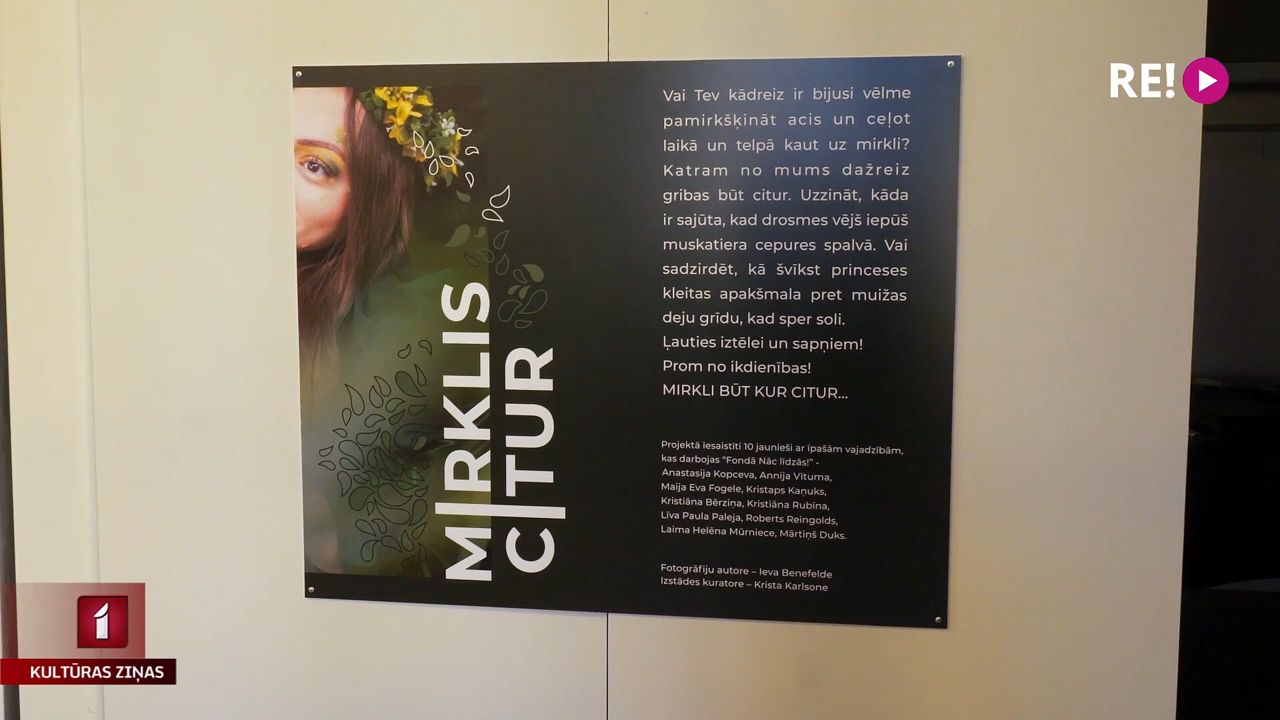 RE!
MIRKLIS
CITUR
Vai Tev kādreiz ir bijusi vēlme
pamirkšķināt acis un ceļot
laikā un telpā kaut uz mirkli?
Katram no mums dažreiz
gribas būt citur. Uzzināt, kāda
ir sajūta, kad drosmes vējš iepūš
muskatiera cepures spalvā. Vai
sadzirdēt, kā švīkst princeses
kleitas apakšmala pret muižas
deju grīdu, kad sper soli.
Ļauties iztēlei un sapņiem!
Prom no ikdienības!
MIRKLI BŪT KUR CITUR...
Projektā iesaistīti 10 jaunieši ar īpašām vajadzībām,
kas darbojas “Fondā Nāc līdzās!” -
Anastasija Kopceva, Annija Vītuma,
Maija Eva Fogele, Kristaps Kaņuks,
Kristiāna Bērziņa, Kristiāna Rubīna,
Līva Paula Paleja, Roberts Reingolds,
Laima Helēna Mūrniece, Mārtiņš Duks.
Fotogrāfiju autore – Ieva Benefelde
Izstādes kuratore – Krista Karlsone
1
KULTŪRAS ZIŅAS